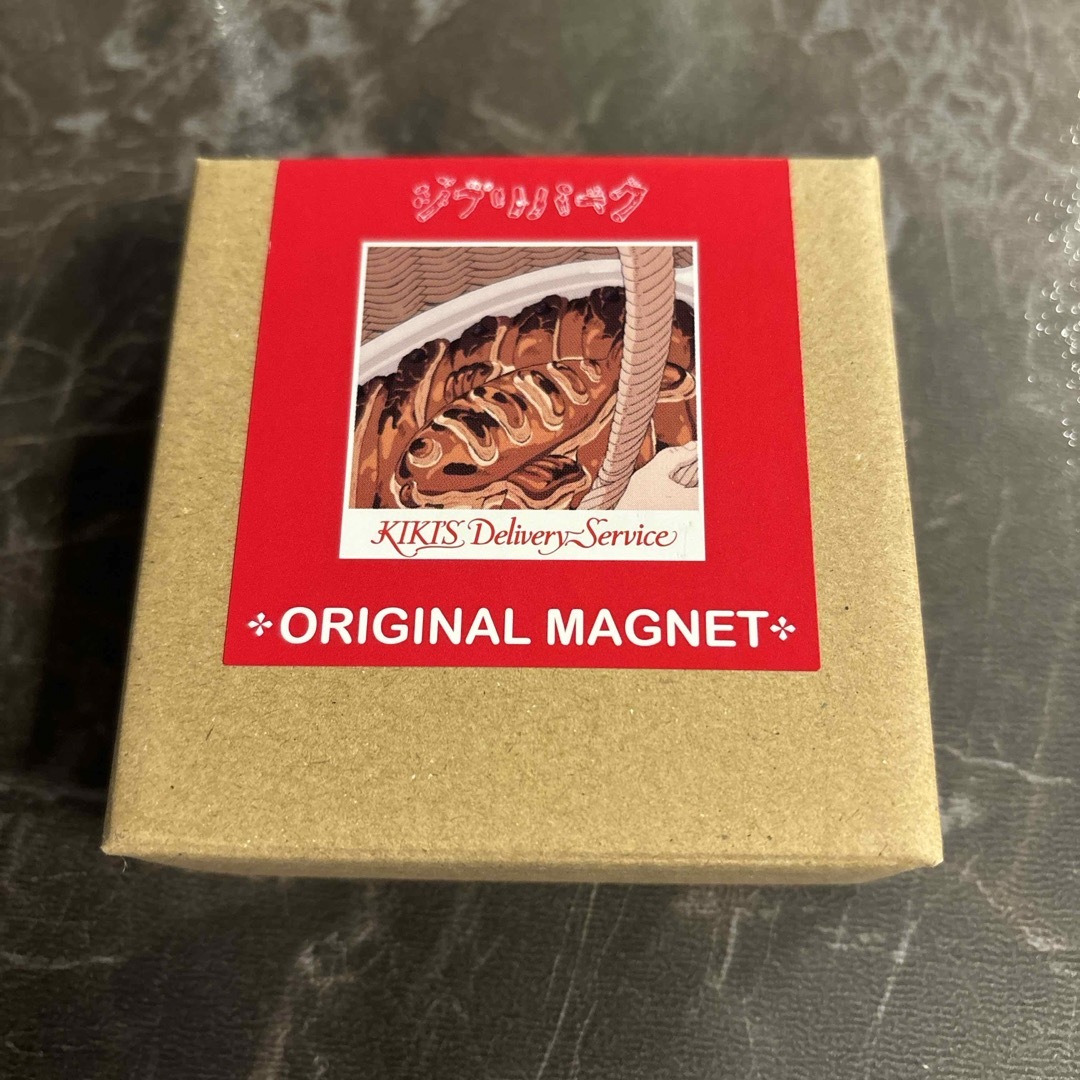 ジブリパーク
KIKI'S Delivery Service
ORIGINAL MAGNET